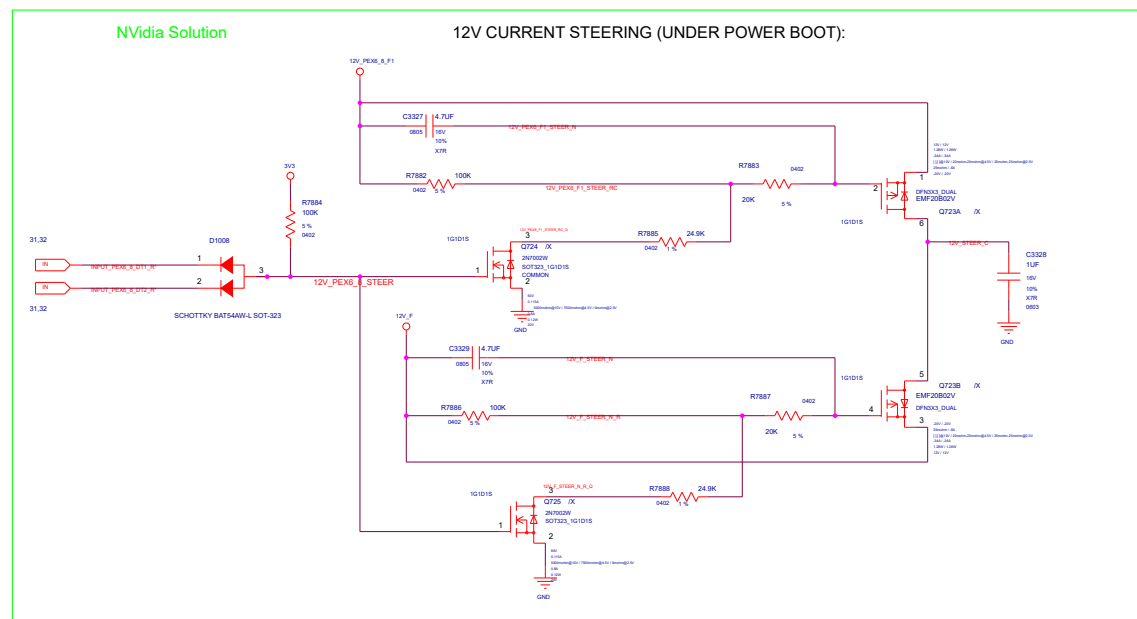 NVidia Solution
12V CURRENT STEERING (UNDER POWER BOOT):
12V_PEX6_8_F1
C3327
4.7UF
0805
16V
10%
X7R
12V_PEX6_F1_STEER_N
R7882
100K
0402
5 %
12V_PEX6_F1_STEER_RC
R7883
0402
20K
5 %
1G1D1S
1
2
DFN3X3_DUAL
EMF20B02V
Q723A
/X
6
3V3
R7884
100K
5 %
0402
31,32
D1008
IN
INPUT_PEX6_8_DT1_R*
1
3
IN
INPUT_PEX6_8_DT2_R*
2
31,32
SCHOTTKY BAT54AW-L SOT-323
12V_PEX6_8_STEER
1G1D1S
12V_PEX6_F1_STEER_RC_Q
3
Q724
/X
2N7002W
SOT323_1G1D1S
COMMON
1
2
GND
R7885
24.9K
0402
1 %
12V_STEER_C
C3328
1UF
16V
10%
X7R
0603
GND
12V_F
C3329
4.7UF
0805
16V
10%
X7R
12V_F_STEER_N
R7886
100K
0402
5 %
12V_F_STEER_N_R
R7887
0402
20K
5 %
1G1D1S
5
Q723B
/X
EMF20B02V
DFN3X3_DUAL
4
3
1G1D1S
12V_F_STEER_N_R_Q
3
Q725
/X
2N7002W
SOT323_1G1D1S
1
2
GND
R7888
24.9K
0402
1 %